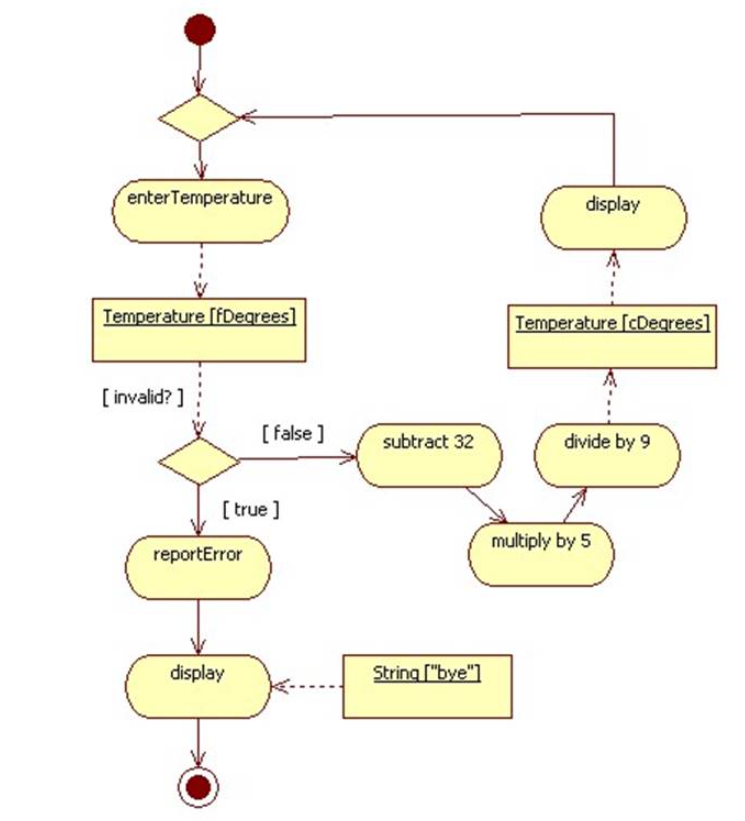 enterTemperature
display
Temperature [fDegrees]
Temperature [cDegrees]
[ invalid? ]
[ false ]
subtract 32
divide by 9
[ true ]
multiply by 5
reportError
display
String ["bye"]